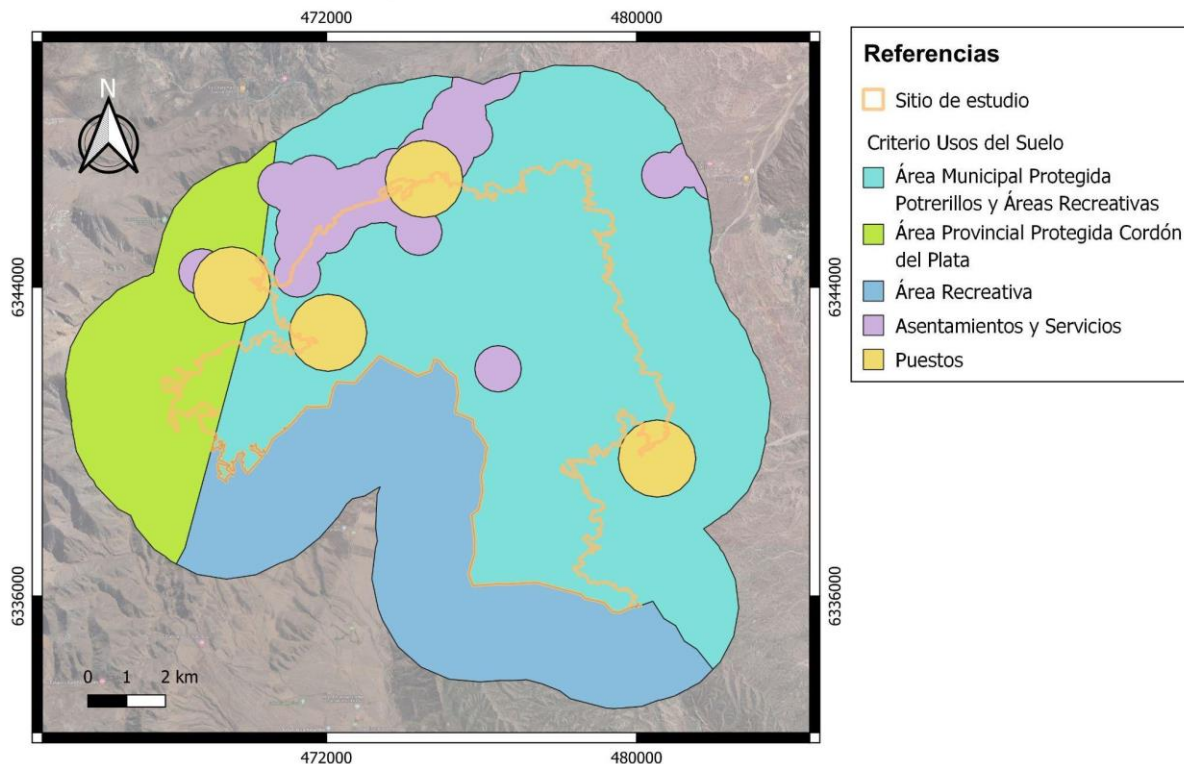 472000
480000
N
6344000
6344000
6336000
6336000
0 1 2 km
472000
480000
Referencias
Sitio de estudio
Criterio Usos del Suelo
Área Municipal Protegida
Potrerillos y Áreas Recreativas
Área Provincial Protegida Cordón
del Plata
Área Recreativa
Asentamientos y Servicios
Puestos